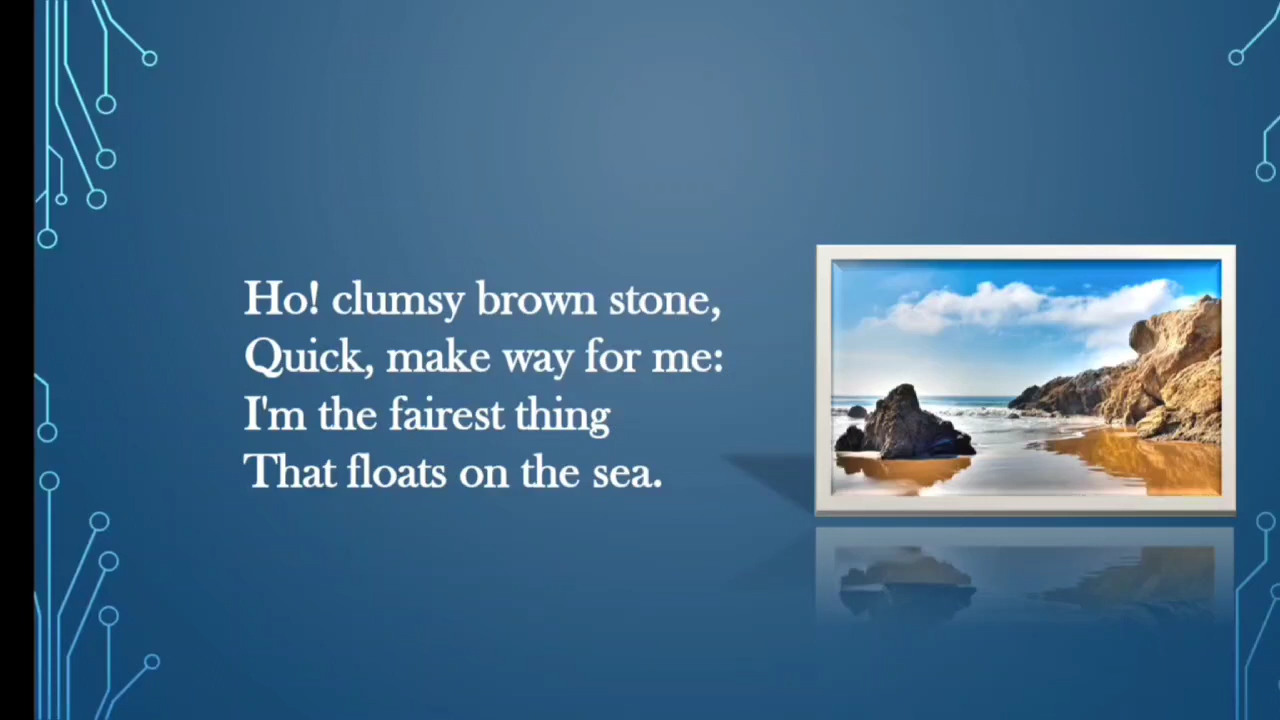 Ho! clumsy brown stone,
Quick, make way for me:
I'm the fairest thing
That floats on the sea.